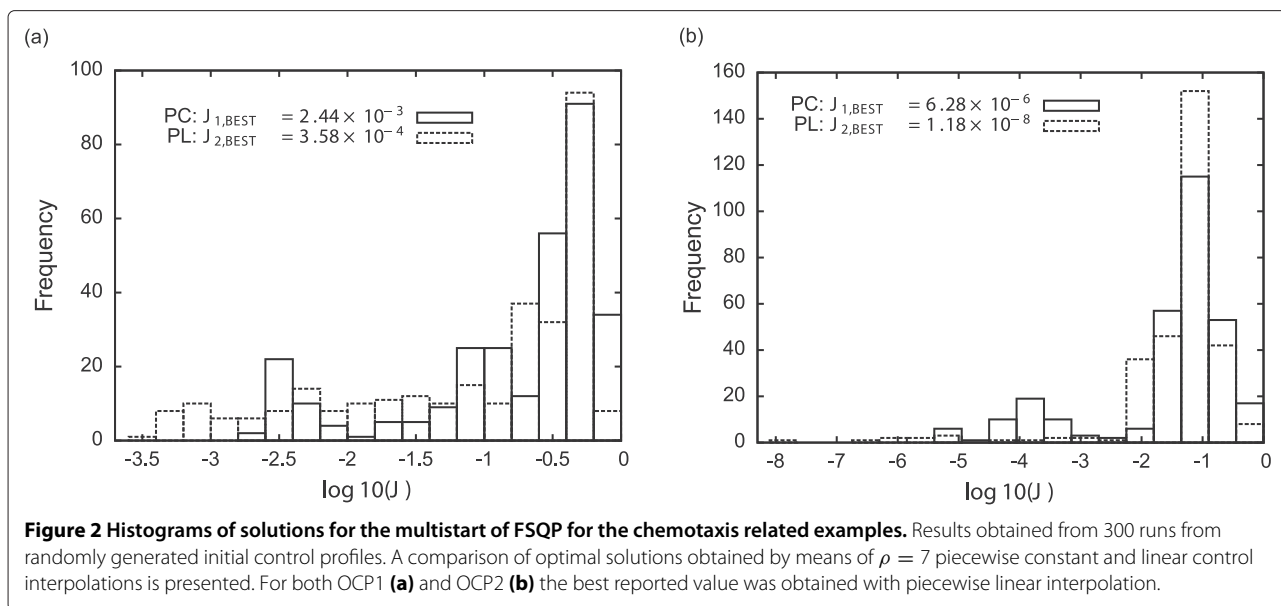 (a)
100
80
60
40
20
0
Frequency
PC: J1,BEST = 2.44 × 10−3
PL: J2,BEST = 3.58 × 10−4
-3.5 -3 -2.5 -2 -1.5 -1 -0.5 0
log 10(J )
(b)
160
140
120
100
80
60
40
20
0
Frequency
PC: J1,BEST = 6.28 × 10−6
PL: J2,BEST = 1.18 × 10−8
-8 -7 -6 -5 -4 -3 -2 -1 0
log 10(J )
Figure 2 Histograms of solutions for the multistart of FSQP for the chemotaxis related examples. Results obtained from 300 runs from
randomly generated initial control profiles. A comparison of optimal solutions obtained by means of ρ = 7 piecewise constant and linear control
interpolations is presented. For both OCP1 (a) and OCP2 (b) the best reported value was obtained with piecewise linear interpolation.